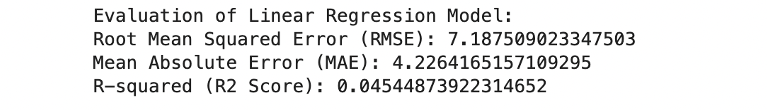 Evaluation of Linear Regression Model:
Root Mean Squared Error (RMSE): 7.187509023347503
Mean Absolute Error (MAE): 4.2264165157109295
R-squared (R2 Score): 0.04544873922314652